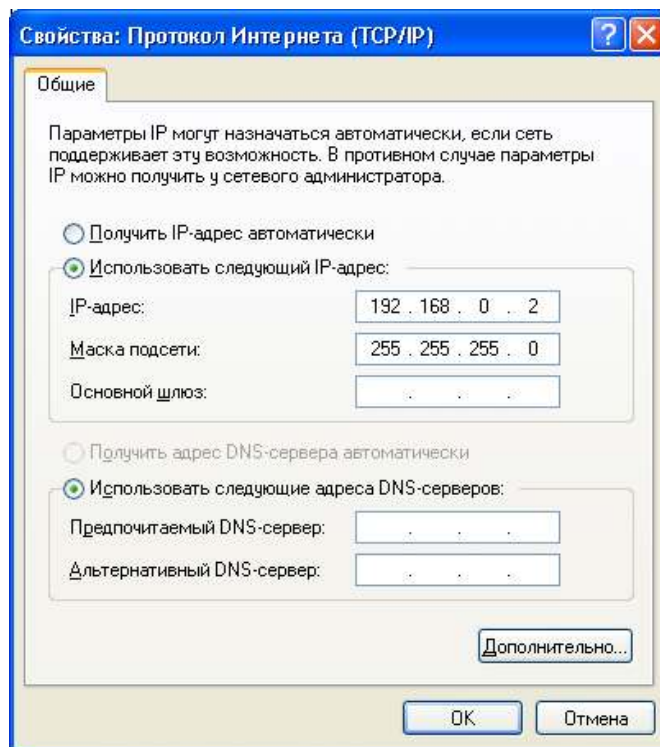 Свойства: Протокол Интернета (TCP/IP)
Общие
Параметры IP могут назначаться автоматически, если сеть
поддерживает эту возможность. В противном случае параметры
IP можно получить у сетевого администратора.
Получить IP-адрес автоматически
Использовать следующий IP-адрес:
IP-адрес: 192 . 168 . 0 . 2
Маска подсети: 255 . 255 . 255 . 0
Основной шлюз: . . .
Получить адрес DNS-сервера автоматически
Использовать следующие адреса DNS-серверов:
Предпочитаемый DNS-сервер: . . .
Альтернативный DNS-сервер: . . .
Дополнительно...
OK Отмена